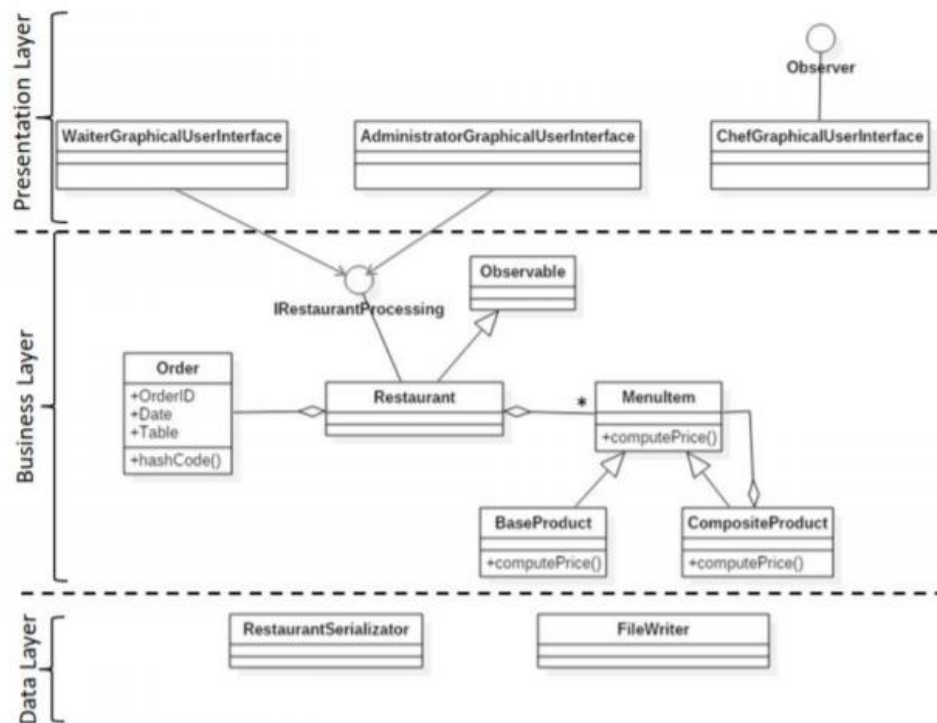 Presentation Layer
Observer
WaiterGraphicalUserInterface
AdministratorGraphicalUserInterface
ChefGraphicalUserInterface
Business Layer
Observable
IRestaurantProcessing
Order
+OrderID
+Date
+Table
+hashCode()
Restaurant
*
MenuItem
+computePrice()
BaseProduct
+computePrice()
CompositeProduct
+computePrice()
Data Layer
RestaurantSerializator
FileWriter